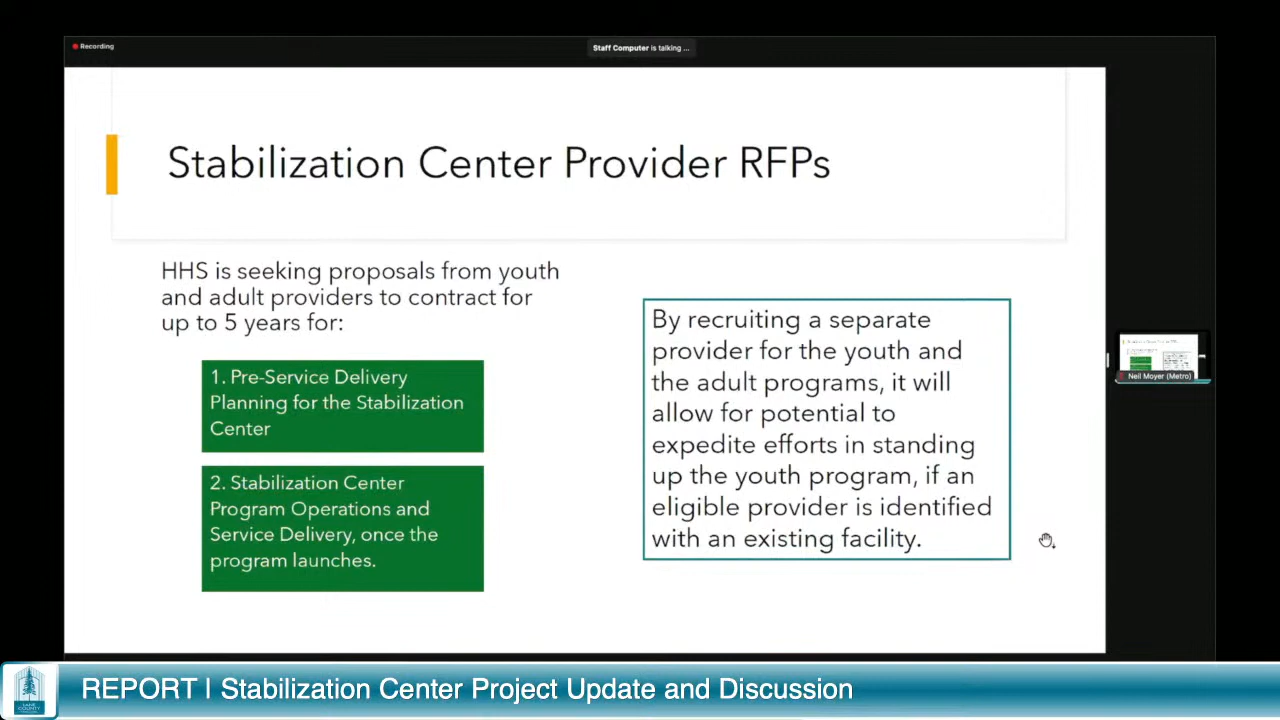 Recording
Staff Computer is talking ...
Stabilization Center Provider RFPs
HHS is seeking proposals from youth
and adult providers to contract for
up to 5 years for:
1. Pre-Service Delivery
Planning for the Stabilization
Center
2. Stabilization Center
Program Operations and
Service Delivery, once the
program launches.
By recruiting a separate
provider for the youth and
the adult programs, it will
allow for potential to
expedite efforts in standing
up the youth program, if an
eligible provider is identified
with an existing facility.
Neil Moyer (Metro)
LANE
COUNTY
REPORT | Stabilization Center Project Update and Discussion